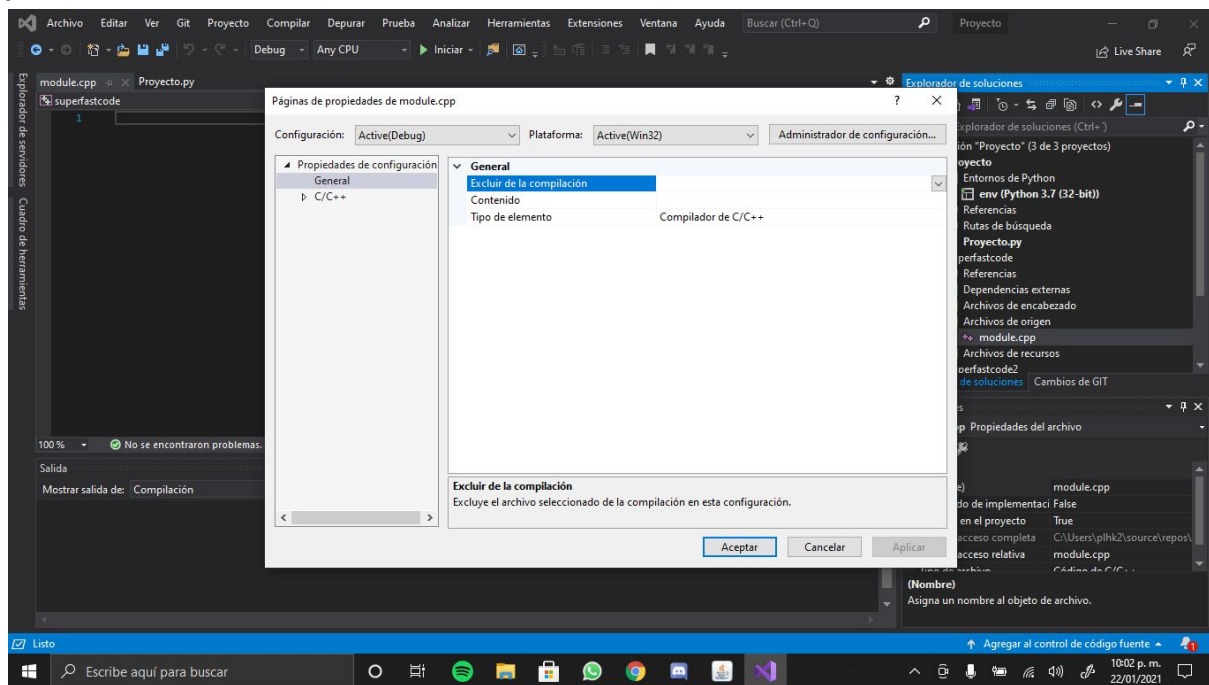 Archivo Editar Ver Git Proyecto Compilar Depurar Prueba Analizar Herramientas Extensiones Ventana Ayuda Buscar (Ctrl+Q) Proyecto
Debug Any CPU Iniciar Live Share
Explorador de servidores
Cuadro de herramientas
module.cpp Proyecto.py
superfastcode
1
100 % No se encontraron problemas.
Salida
Mostrar salida de: Compilación
Páginas de propiedades de module.cpp ? X
Configuración: Active(Debug) Plataforma: Active(Win32) Administrador de configuración...
Propiedades de configuración
General
C/C++
General
Excluir de la compilación
Contenido
Tipo de elemento Compilador de C/C++
Excluir de la compilación
Excluye el archivo seleccionado de la compilación en esta configuración.
Aceptar Cancelar Aplicar
Explorador de soluciones
xplorador de soluciones (Ctrl+´)
ión "Proyecto" (3 de 3 proyectos)
oyecto
Entornos de Python
env (Python 3.7 (32-bit))
Referencias
Rutas de búsqueda
Proyecto.py
perfastcode
Referencias
Dependencias externas
Archivos de encabezado
Archivos de origen
++ module.cpp
Archivos de recursos
perfastcode2
de soluciones Cambios de GIT
es
pp Propiedades del archivo
e) module.cpp
do de implementaci False
en el proyecto True
acceso completa C:\Users\plhk2\source\repos\
acceso relativa module.cpp
Tipo de archivo Código de C/C++
(Nombre)
Asigna un nombre al objeto de archivo.
Listo Agregar al control de código fuente 1
Escribe aquí para buscar 10:02 p. m.
22/01/2021